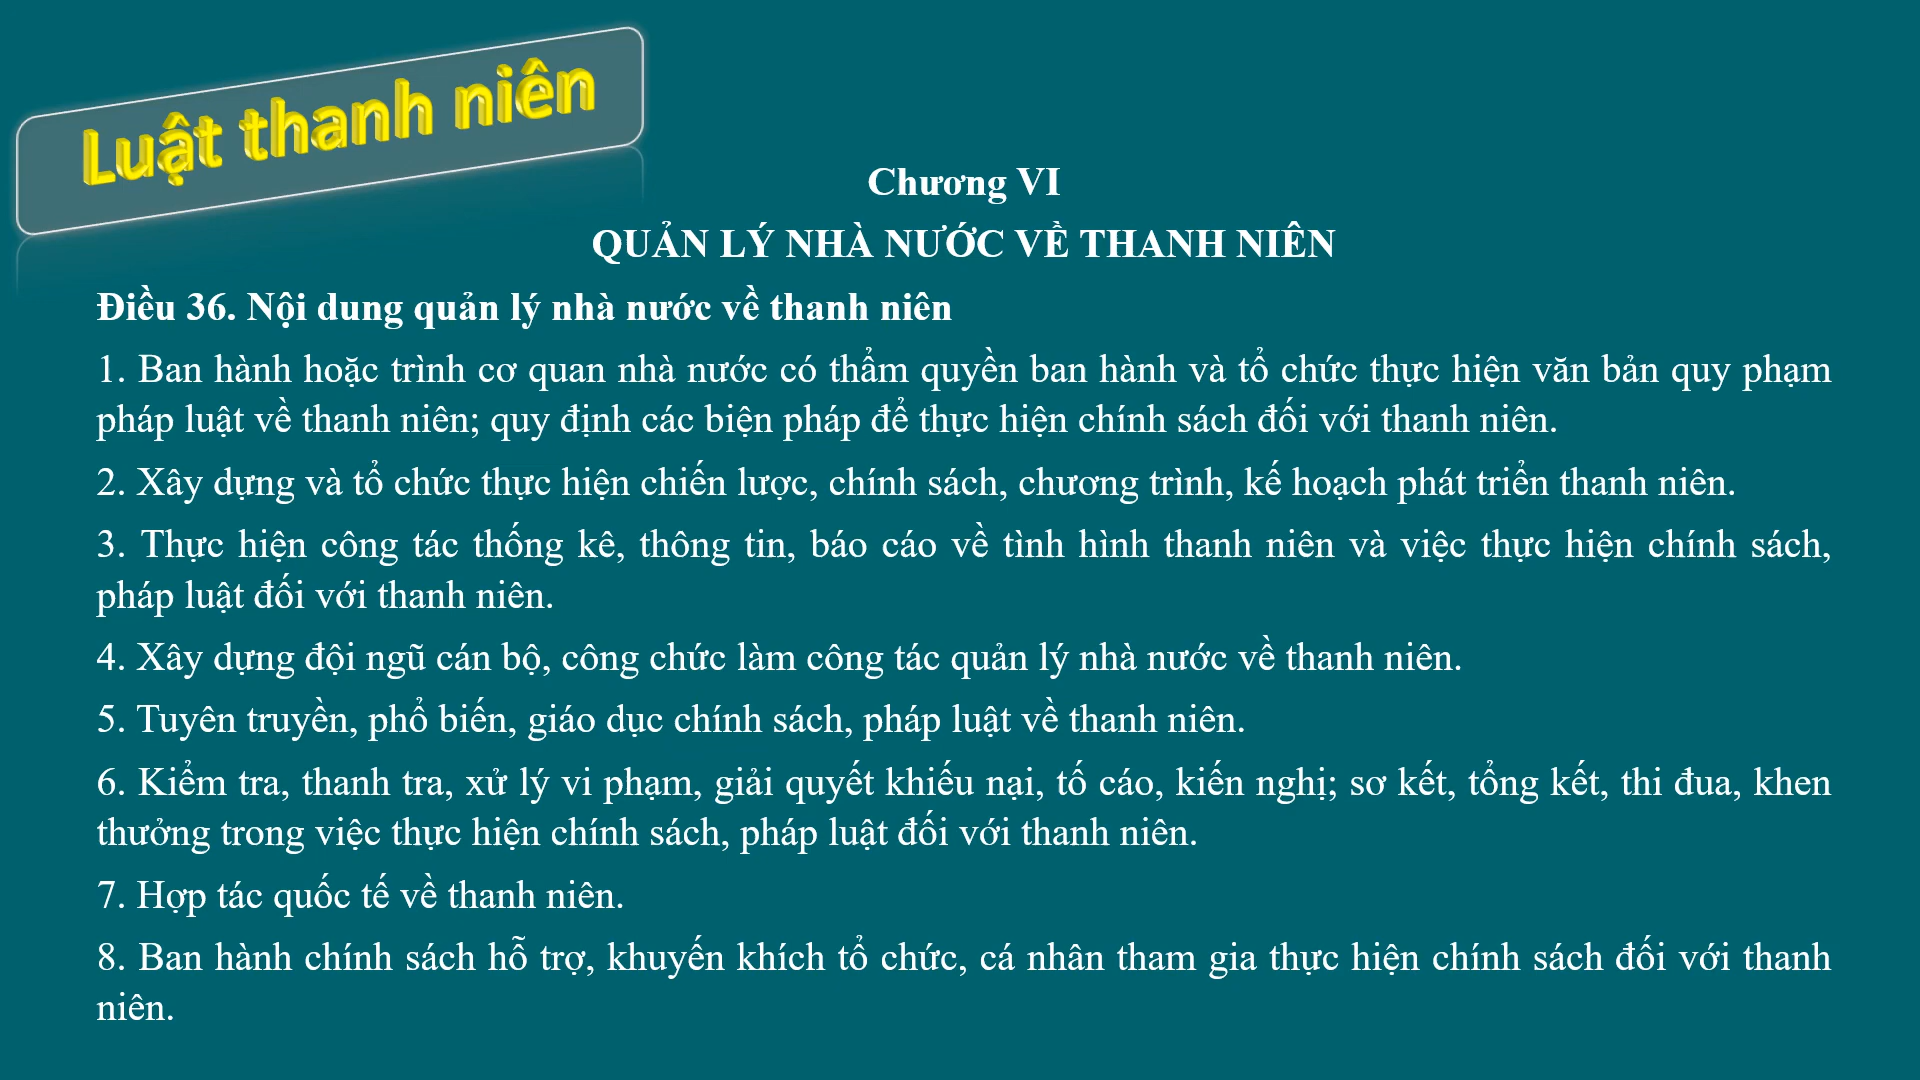 Luật thanh niên
Chương VI
QUẢN LÝ NHÀ NƯỚC VỀ THANH NIÊN
Điều 36. Nội dung quản lý nhà nước về thanh niên
1. Ban hành hoặc trình cơ quan nhà nước có thẩm quyền ban hành và tổ chức thực hiện văn bản quy phạm
pháp luật về thanh niên; quy định các biện pháp để thực hiện chính sách đối với thanh niên.
2. Xây dựng và tổ chức thực hiện chiến lược, chính sách, chương trình, kế hoạch phát triển thanh niên.
3. Thực hiện công tác thống kê, thông tin, báo cáo về tình hình thanh niên và việc thực hiện chính sách,
pháp luật đối với thanh niên.
4. Xây dựng đội ngũ cán bộ, công chức làm công tác quản lý nhà nước về thanh niên.
5. Tuyên truyền, phổ biến, giáo dục chính sách, pháp luật về thanh niên.
6. Kiểm tra, thanh tra, xử lý vi phạm, giải quyết khiếu nại, tố cáo, kiến nghị; sơ kết, tổng kết, thi đua, khen
thưởng trong việc thực hiện chính sách, pháp luật đối với thanh niên.
7. Hợp tác quốc tế về thanh niên.
8. Ban hành chính sách hỗ trợ, khuyến khích tổ chức, cá nhân tham gia thực hiện chính sách đối với thanh
niên.